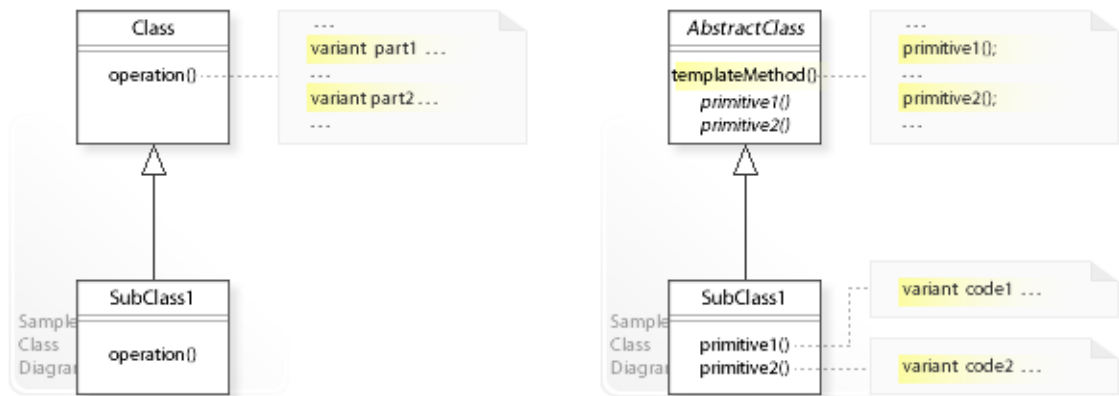 Class
operation()
---
variant part1 ...
---
variant part2 ...
---
SubClass1
operation()
Sample
Class
AbstractClass
templateMethod()
primitive1()
primitive2()
---
primitive1();
---
primitive2();
---
SubClass1
primitive1()
primitive2()
variant code1 ...
variant code2 ...
Sample
Class